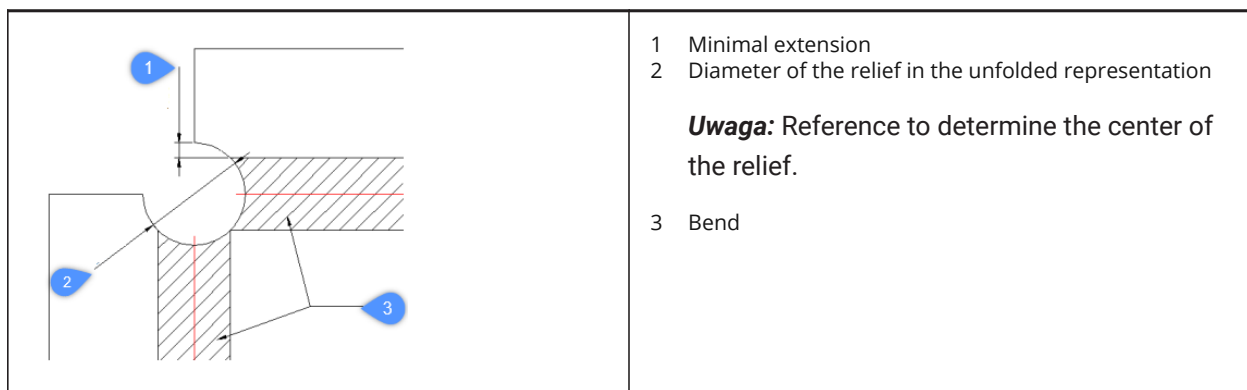 1
2
3
1 Minimal extension
2 Diameter of the relief in the unfolded representation
Uwaga: Reference to determine the center of
the relief.
3 Bend